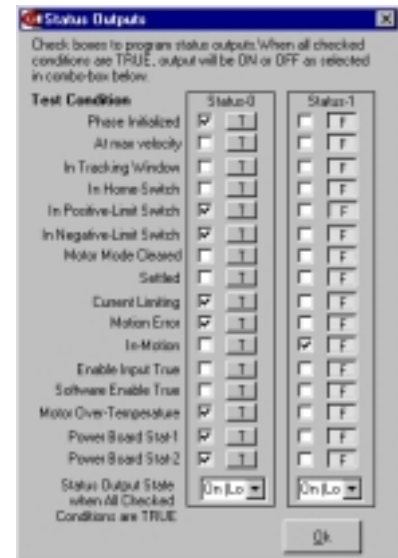 Status Outputs
Check boxes to program status outputs. When all checked
conditions are TRUE, output will be ON or OFF as selected
in combo-box below.
Test Condition Status-0 Status-1
Phase Initialized T F
At max velocity T F
In Tracking Window T F
In Home-Switch T F
In Positive-Limit Switch T F
In Negative-Limit Switch T F
Motor Mode Cleared T F
Settled T F
Current Limiting T F
Motion Error T F
In-Motion T F
Enable Input True T F
Software Enable True T F
Motor Over-Temperature T F
Power Board Stat-1 T F
Power Board Stat-2 T F
Status Output State
when All Checked
Conditions are TRUE
On (Lo On (Lo
Ok